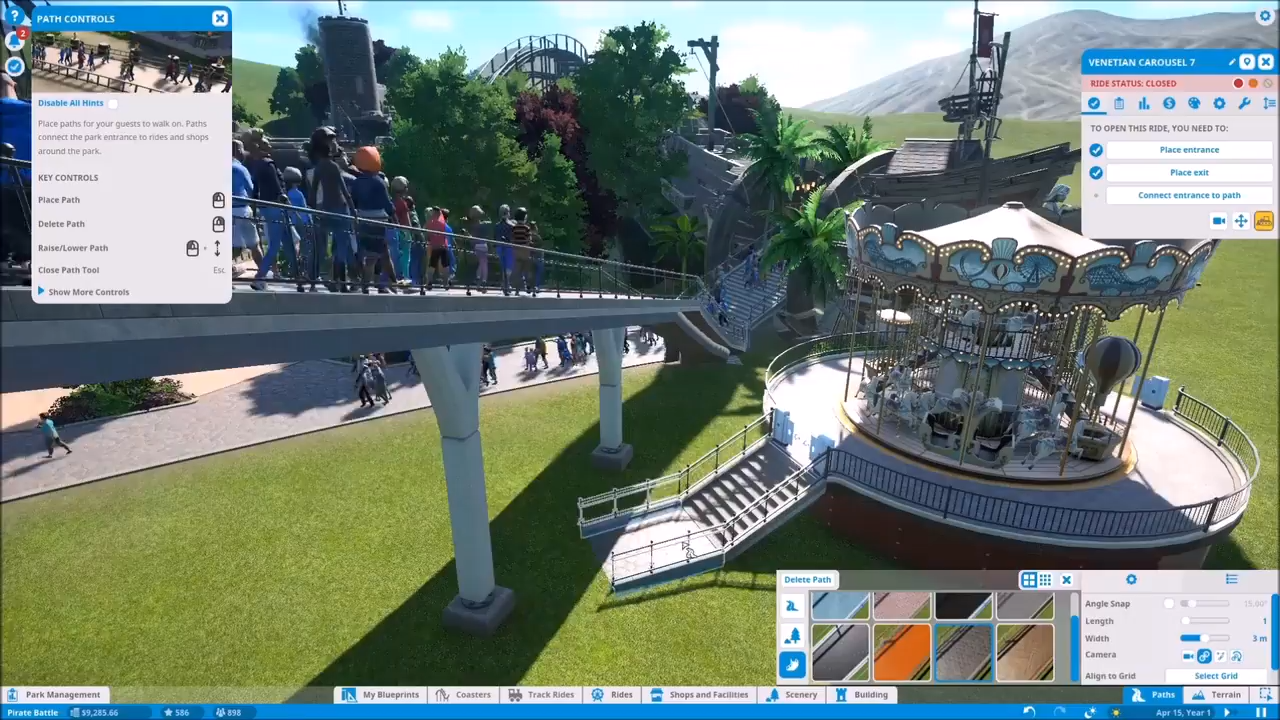 PATH CONTROLS
2
Disable All Hints
Place paths for your guests to walk on. Paths
connect the park entrance to rides and shops
around the park.
KEY CONTROLS
Place Path
Delete Path
Raise/Lower Path
Close Path Tool
Esc
Show More Controls
VENETIAN CAROUSEL 7
RIDE STATUS: CLOSED
TO OPEN THIS RIDE, YOU NEED TO:
Place entrance
Place exit
Connect entrance to path
Delete Path
Angle Snap
15.00°
Length
1
Width
3 m
Camera
Align to Grid
Select Grid
Park Management
My Blueprints
Coasters
Track Rides
Rides
Shops and Facilities
Scenery
Building
Paths
Terrain
Pirate Battle
$9,285.66
586
898
Apr 15, Year 1